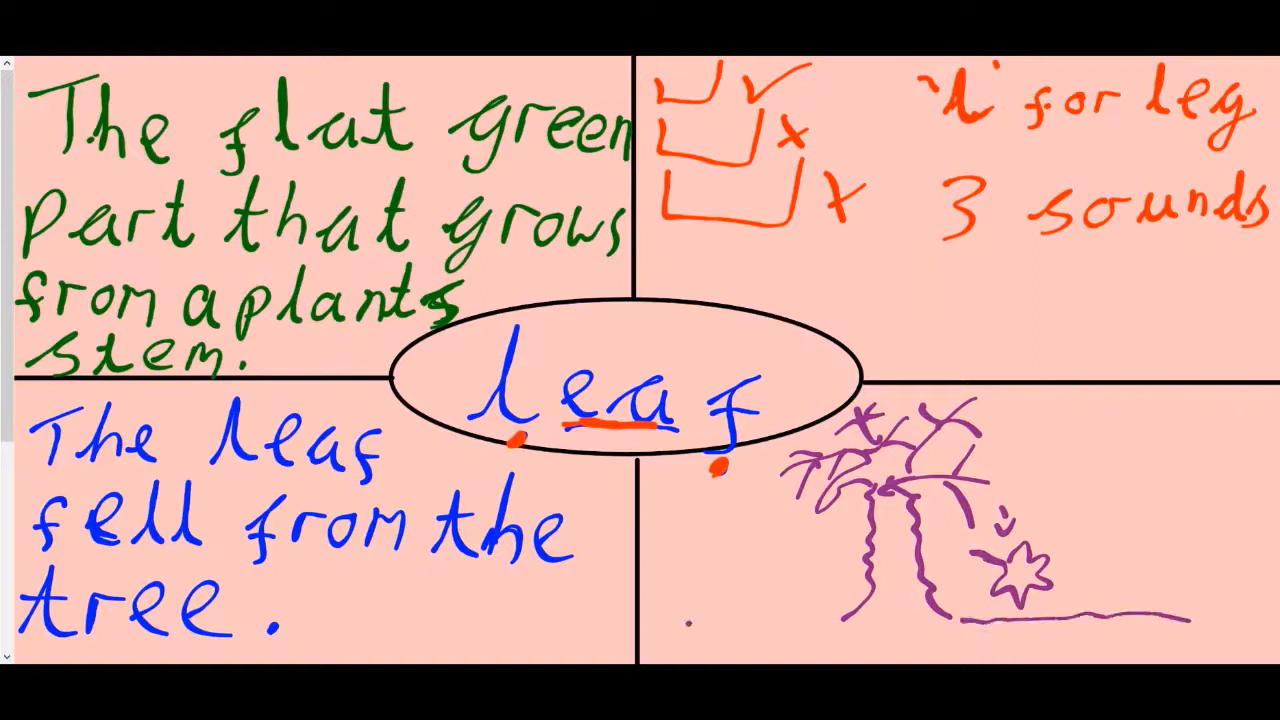 The flat green
part that grows
from a plants
stem.
'l' for leg
3 sounds
leaf
The leaf
fell from the
tree.